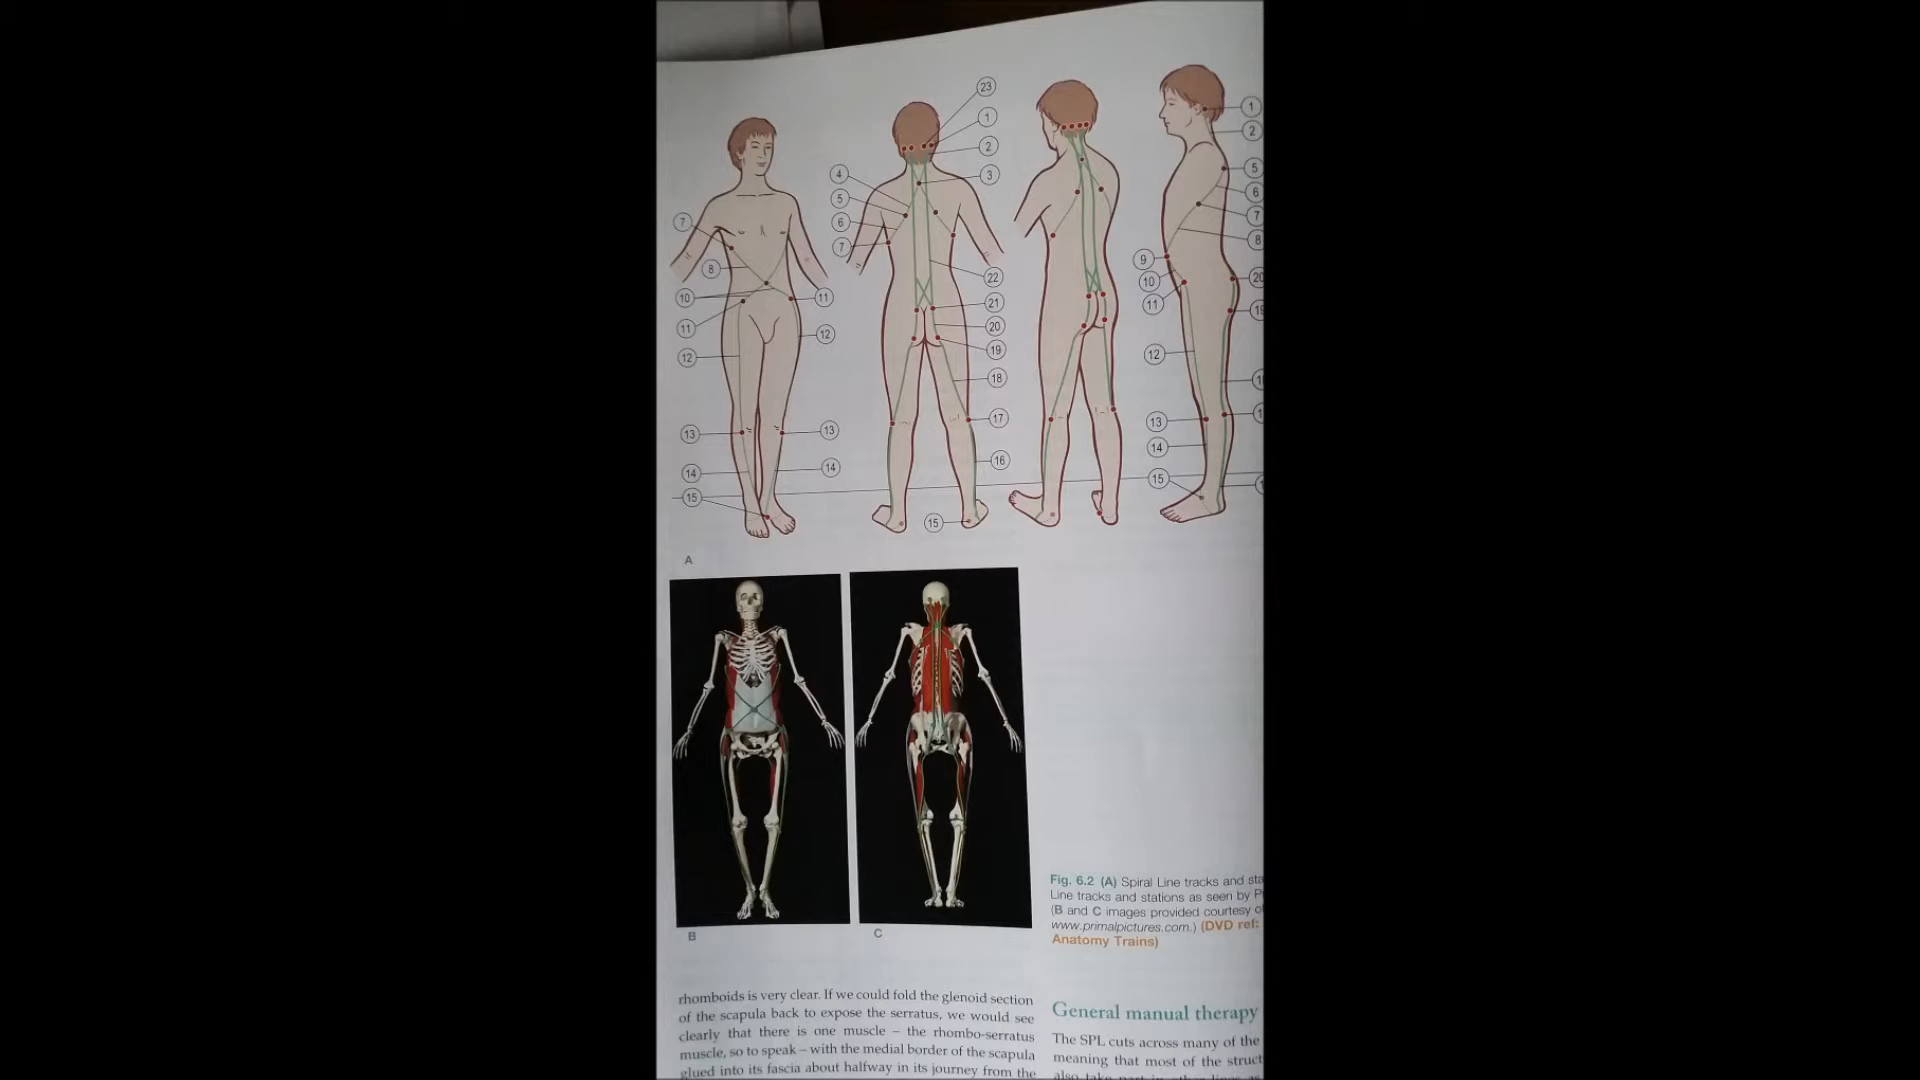 23
1
2
3
4
5
6
7
22
21
20
19
18
17
16
15
7
8
10
11
11
12
12
13
13
14
14
15
1
2
5
6
7
8
9
10
11
20
12
13
14
15
A
B
C
Fig. 6.2 (A) Spiral Line tracks and
Line tracks and stations as seen by
(B and C images provided courtesy
www.primalpictures.com.) (DVD ref:
Anatomy Trains)
rhomboids is very clear. If we could fold the glenoid section
of the scapula back to expose the serratus, we would see
clearly that there is one muscle – the rhombo-serratus
muscle, so to speak – with the medial border of the scapula
glued into its fascia about halfway in its journey from the
General manual therapy
The SPL cuts across many of the
meaning that most of the